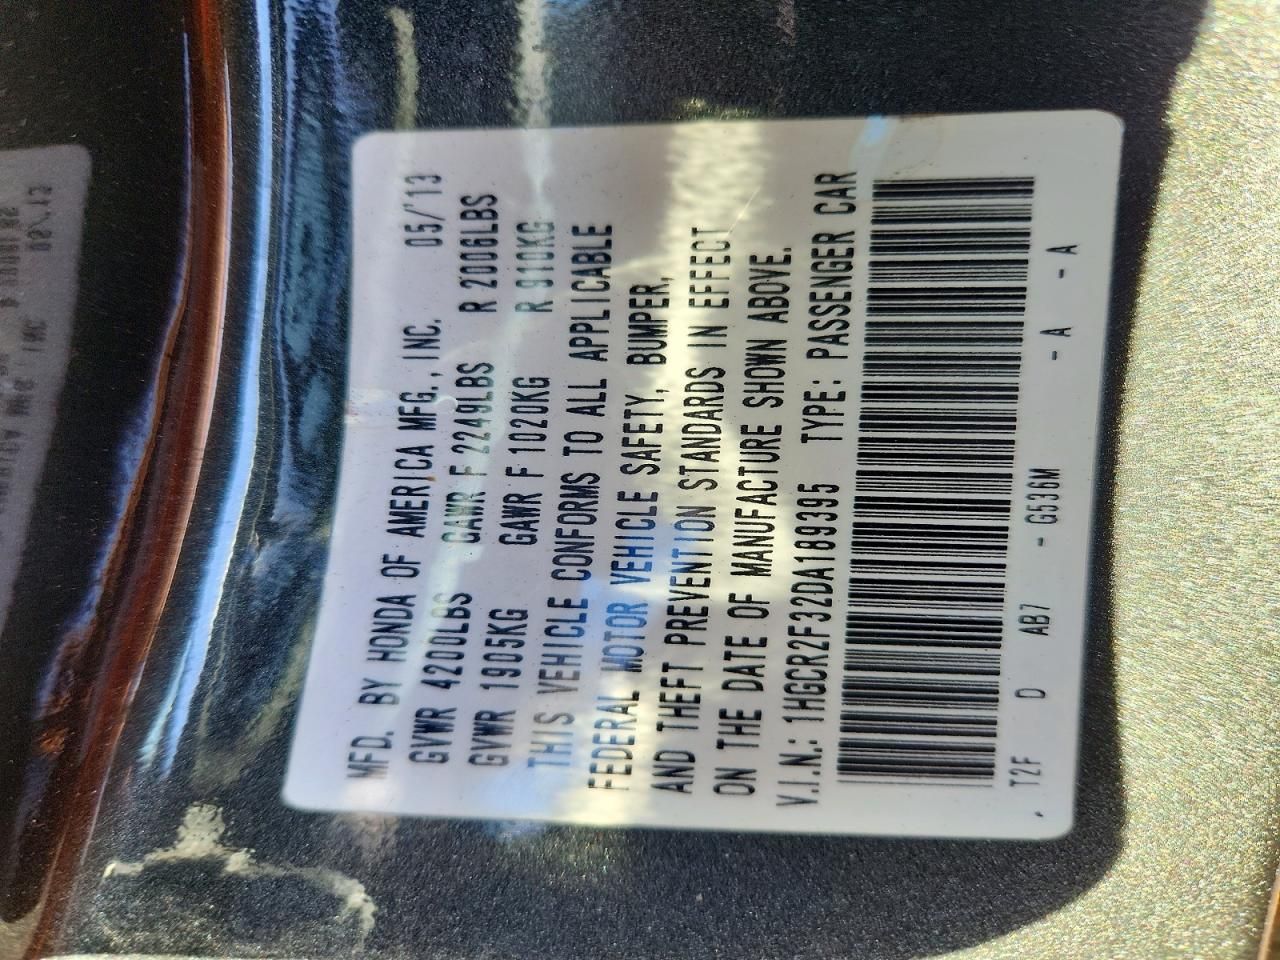 MFD. BY HONDA OF AMERICA MFG., INC. 05/'13
GVWR 4200LBS GAWR F 2249LBS R 2006LBS
GVWR 1905KG GAWR F 1020KG R 910KG
THIS VEHICLE CONFORMS TO ALL APPLICABLE
FEDERAL MOTOR VEHICLE SAFETY, BUMPER,
AND THEFT PREVENTION STANDARDS IN EFFECT
ON THE DATE OF MANUFACTURE SHOWN ABOVE.
V.I.N.: 1HGCR2F32DA189395 TYPE: PASSENGER CAR
. T2F D AB7 - G536M - A - A